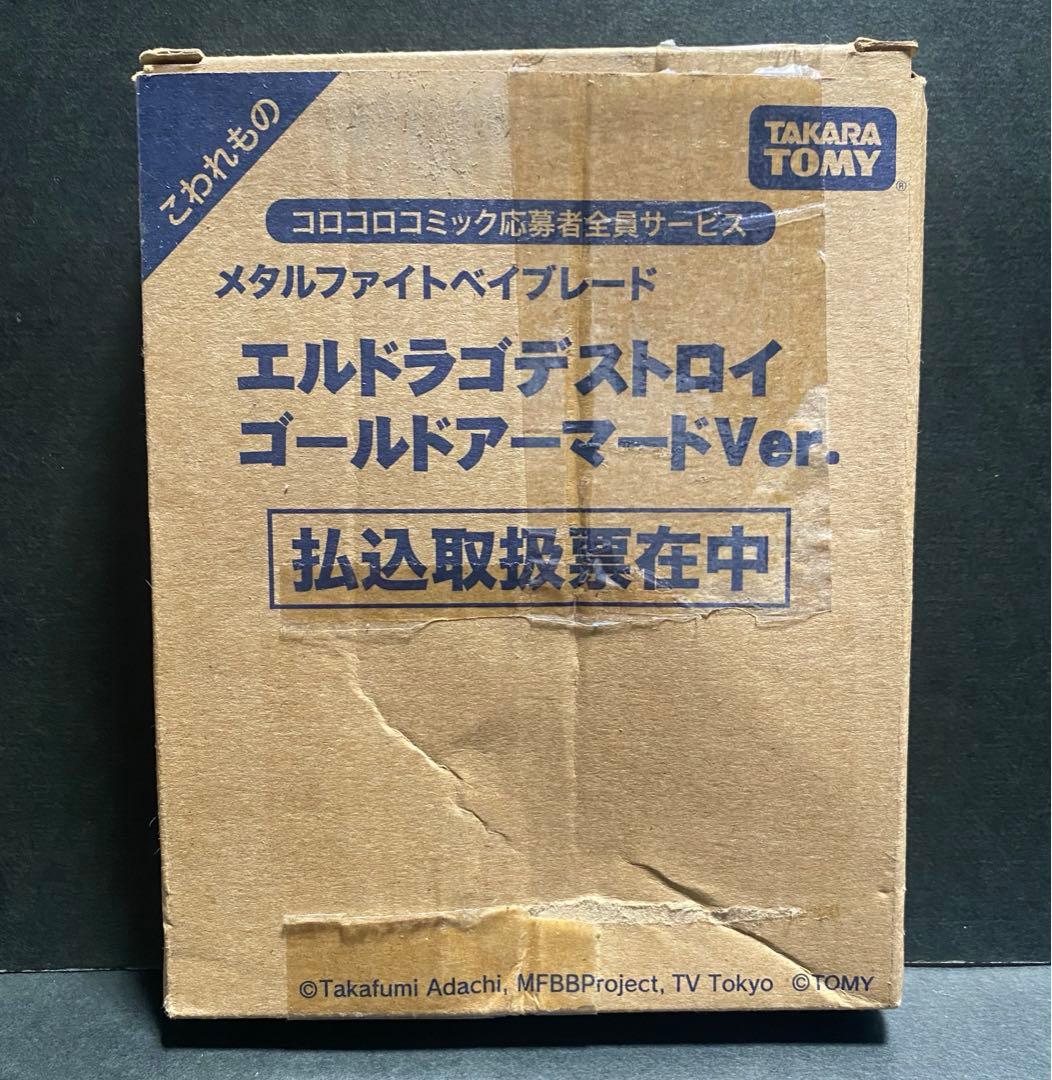 こわれもの
TAKARA
TOMY
®
コロコロコミック応募者全員サービス
メタルファイトベイブレード
エルドラゴデストロイ
ゴールドアーマードVer.
払込取扱票在中
©Takafumi Adachi, MFBBProject, TV Tokyo ©TOMY